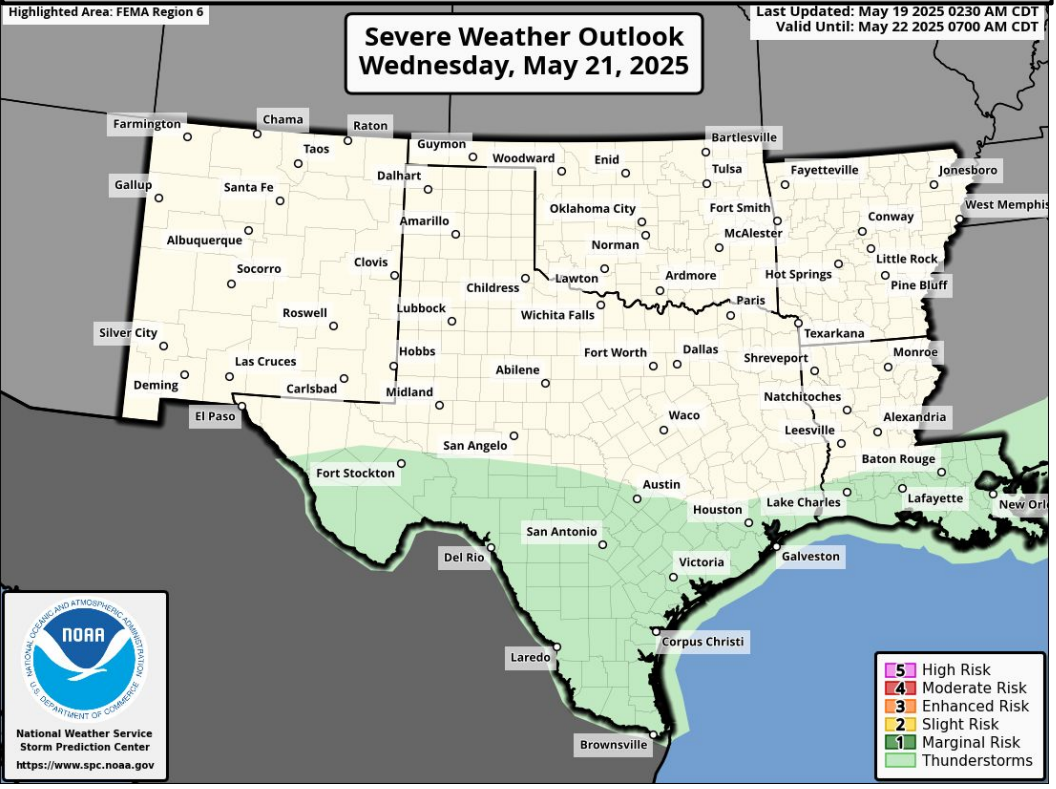 Highlighted Area: FEMA Region 6
Last Updated: May 19 2025 0230 AM CDT
Valid Until: May 22 2025 0700 AM CDT
Severe Weather Outlook
Wednesday, May 21, 2025
Farmington
Chama
Raton
Taos
Guymon
Woodward
Enid
Bartlesville
Tulsa
Fayetteville
Jonesboro
Gallup
Santa Fe
Dalhart
Amarillo
Oklahoma City
Fort Smith
Conway
West Memphis
Albuquerque
Norman
McAlester
Little Rock
Socorro
Clovis
Childress
Lawton
Ardmore
Hot Springs
Pine Bluff
Roswell
Lubbock
Wichita Falls
Paris
Texarkana
Silver City
Las Cruces
Hobbs
Fort Worth
Dallas
Shreveport
Monroe
Deming
Carlsbad
Midland
Abilene
Natchitoches
El Paso
Waco
Leesville
Alexandria
San Angelo
Fort Stockton
Baton Rouge
Austin
Houston
Lake Charles
Lafayette
New Orl
San Antonio
Del Rio
Victoria
Galveston
Laredo
Corpus Christi
Brownsville
NATIONAL OCEANIC AND ATMOSPHERIC ADMINISTRATION
NOAA
U.S. DEPARTMENT OF COMMERCE
National Weather Service
Storm Prediction Center
https://www.spc.noaa.gov
5 High Risk
4 Moderate Risk
3 Enhanced Risk
2 Slight Risk
1 Marginal Risk
Thunderstorms